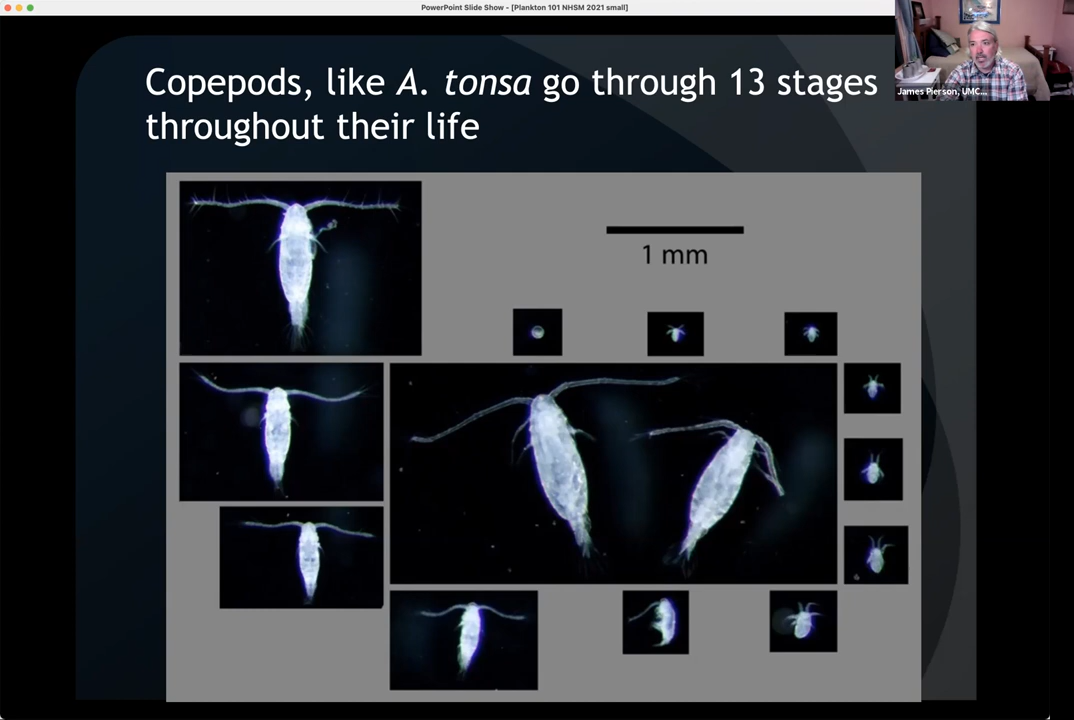 PowerPoint Slide Show - [Plankton 101 NHSM 2021 small]
James Pierson, UMC...
Copepods, like A. tonsa go through 13 stages
throughout their life
1 mm